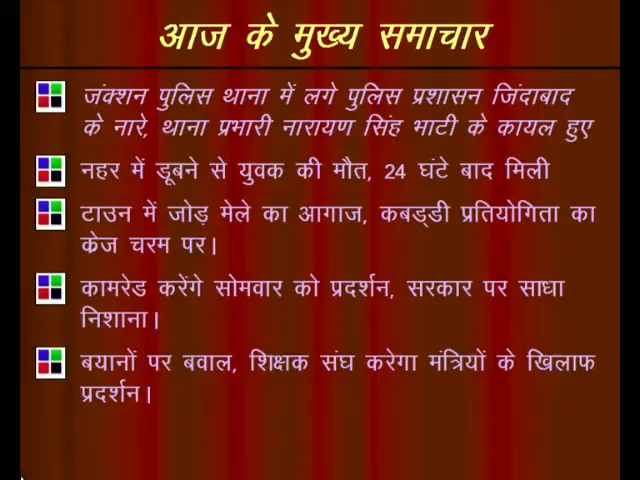 आज के मुख्य समाचार
जंक्शन पुलिस थाना में लगे पुलिस प्रशासन जिंदाबाद
के नारे, थाना प्रभारी नारायण सिंह भाटी के कायल हुए
नहर में डूबने से युवक की मौत, 24 घंटे बाद मिली
टाउन में जोड़ मेले का आगाज, कबड्डी प्रतियोगिता का
क्रेज चरम पर।
कामरेड करेंगे सोमवार को प्रदर्शन, सरकार पर साधा
निशाना।
बयानों पर बवाल, शिक्षक संघ करेगा मंत्रियों के खिलाफ
प्रदर्शन।